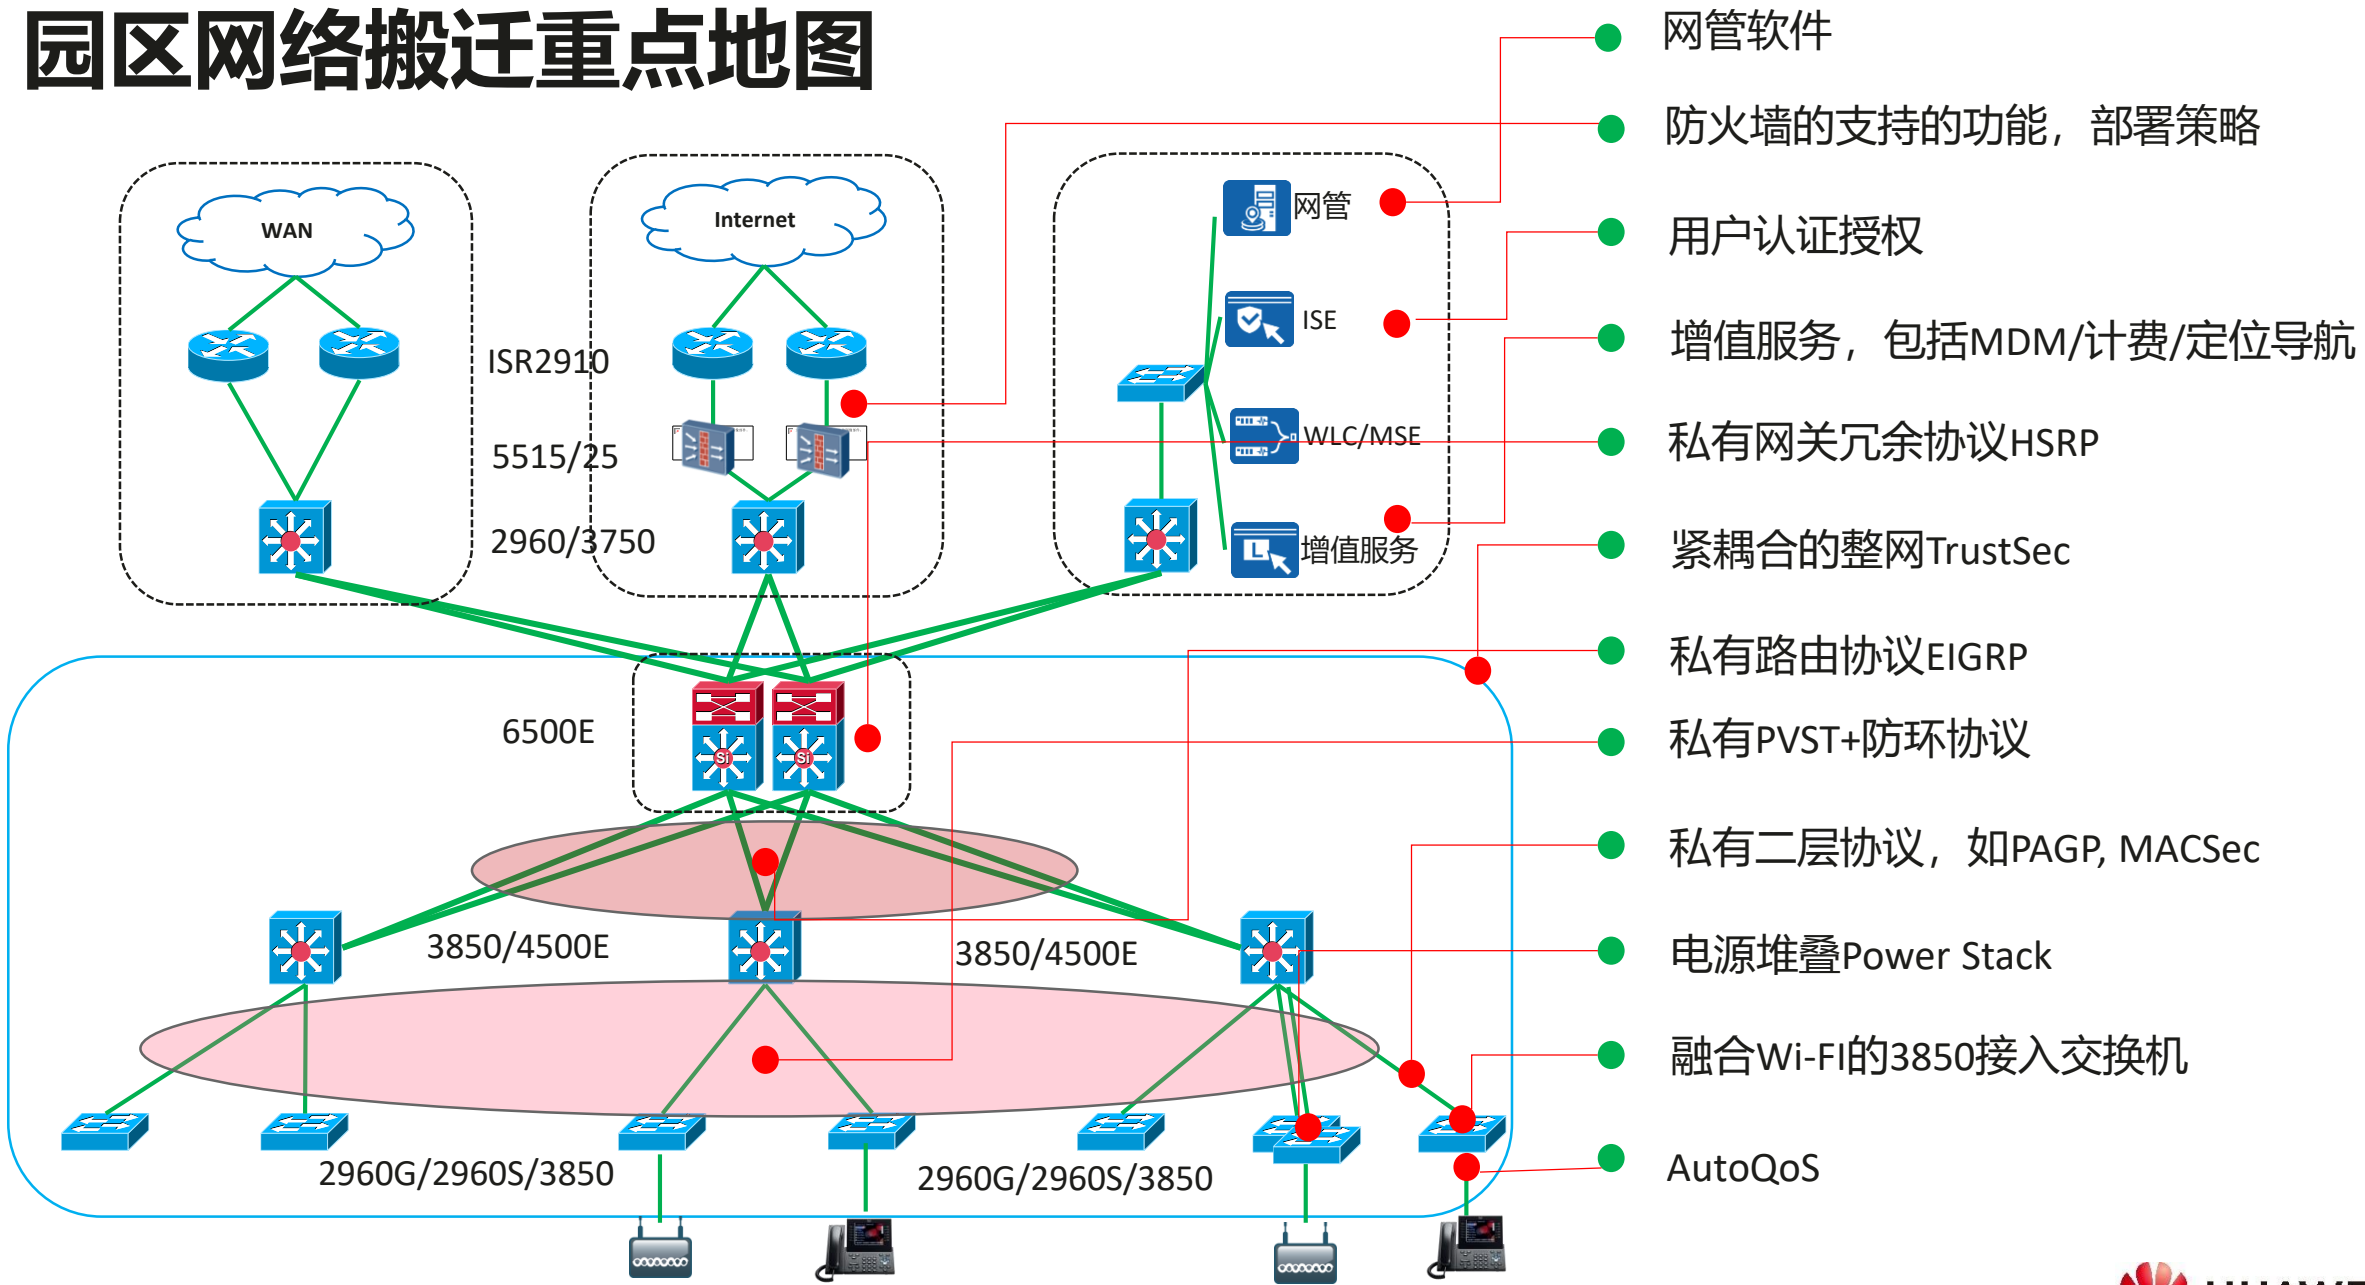 园区网络搬迁重点地图
网管软件
防火墙的支持的功能，部署策略
用户认证授权
增值服务，包括MDM/计费/定位导航
私有网关冗余协议HSRP
紧耦合的整网TrustSec
私有路由协议EIGRP
私有PVST+防环协议
私有二层协议，如PAGP, MACSec
电源堆叠Power Stack
融合Wi-FI的3850接入交换机
AutoQoS
WAN
Internet
网管
ISE
WLC/MSE
增值服务
ISR2910
5515/25
2960/3750
6500E
Si
Si
3850/4500E
3850/4500E
2960G/2960S/3850
2960G/2960S/3850